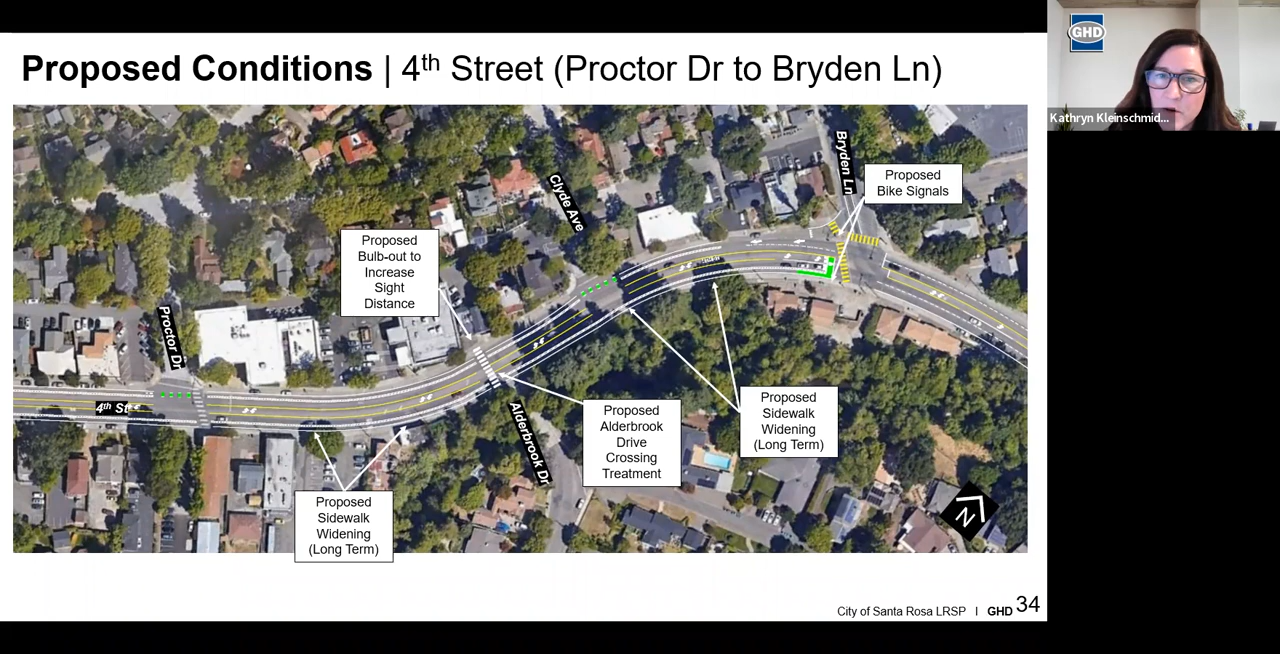 Proposed Conditions | 4th Street (Proctor Dr to Bryden Ln)
GHD
Kathryn Kleinschmid...
Bryden Ln
Proposed
Bike Signals
Clyde Ave
Proposed
Bulb-out to
Increase
Sight
Distance
Proctor Dr
4th St
Alderbrook Dr
Proposed
Alderbrook
Drive
Crossing
Treatment
Proposed
Sidewalk
Widening
(Long Term)
Proposed
Sidewalk
Widening
(Long Term)
N
City of Santa Rosa LRSP | GHD 34